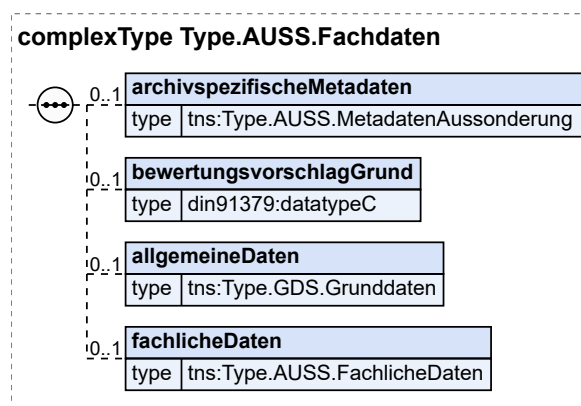 complexType Type.AUSS.Fachdaten
0..1 archivspezifischeMetadaten
type tns:Type.AUSS.MetadatenAussonderung
0..1 bewertungsvorschlagGrund
type din91379:datatypeC
0..1 allgemeineDaten
type tns:Type.GDS.Grunddaten
0..1 fachlicheDaten
type tns:Type.AUSS.FachlicheDaten